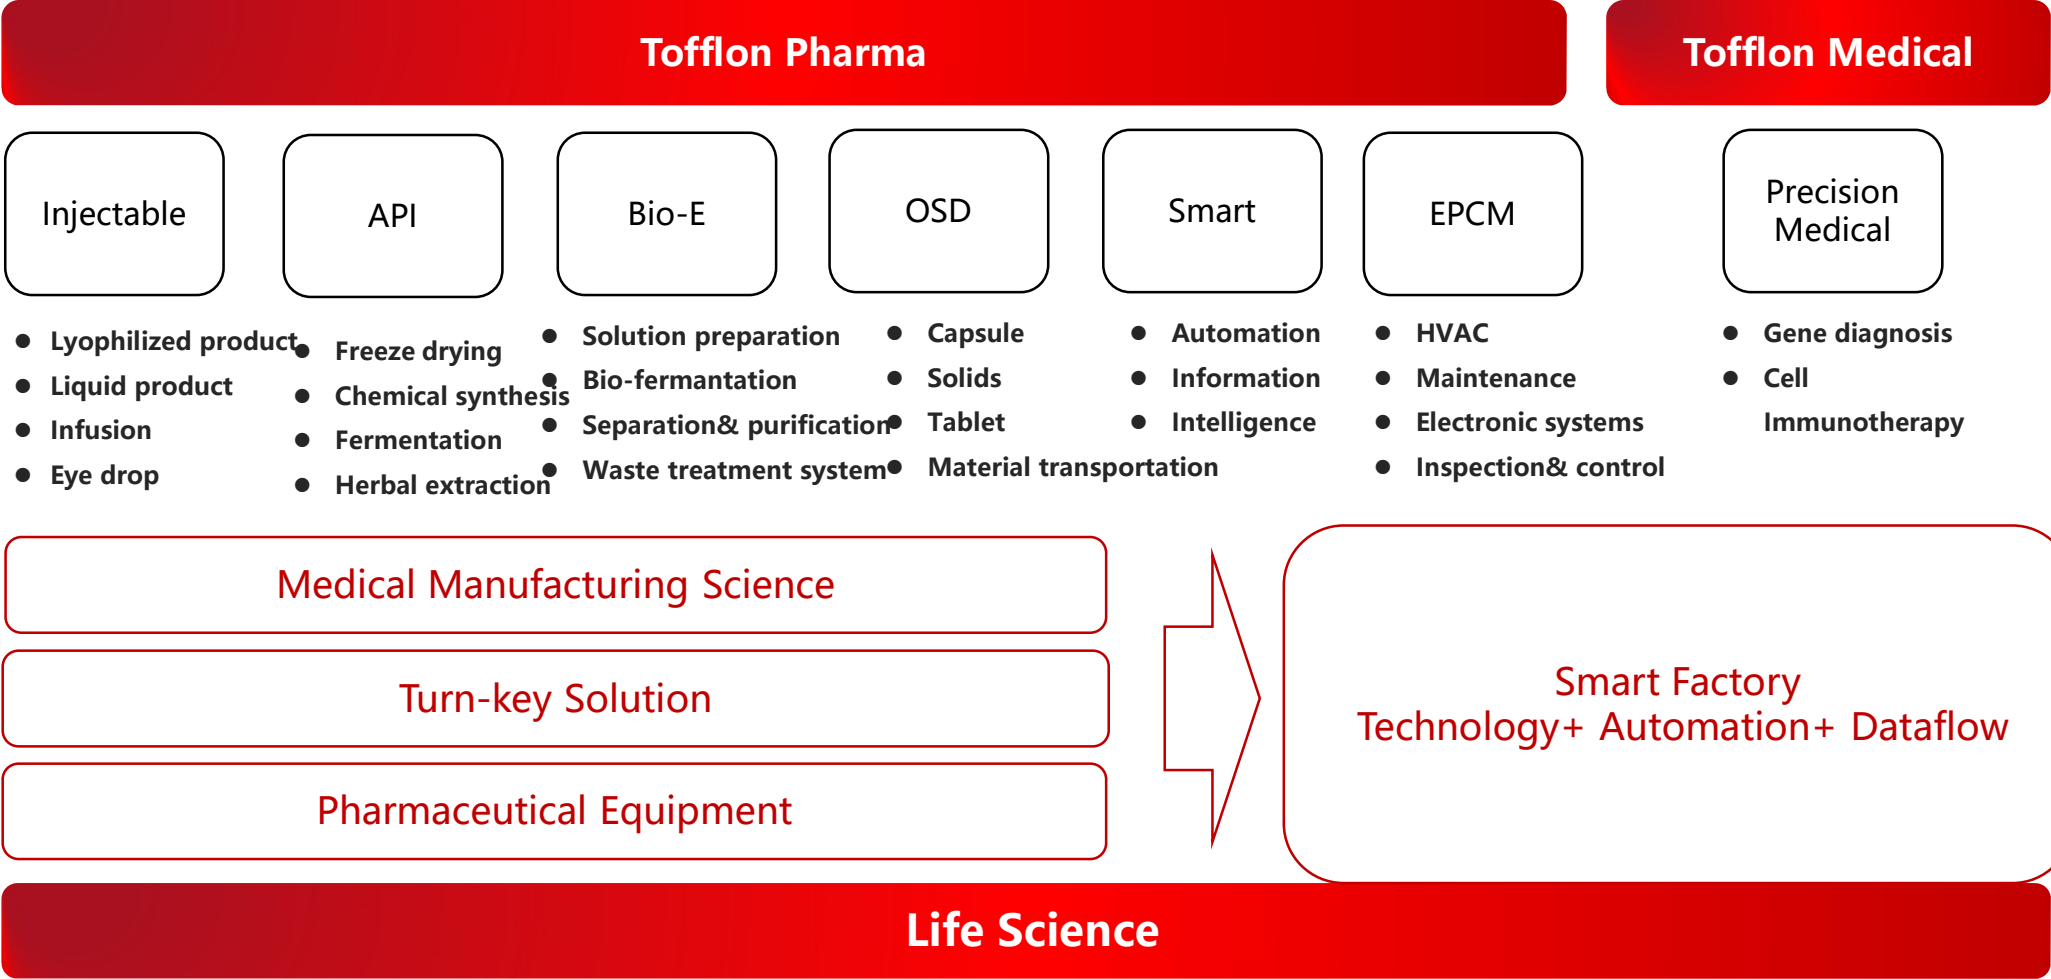 Tofflon Pharma
Tofflon Medical
Injectable
API
Bio-E
OSD
Smart
EPCM
Precision
Medical
Lyophilized product
Liquid product
Infusion
Eye drop
Freeze drying
Chemical synthesis
Fermentation
Herbal extraction
Solution preparation
Bio-fermantation
Separation& purification
Waste treatment system
Capsule
Solids
Tablet
Material transportation
Automation
Information
Intelligence
HVAC
Maintenance
Electronic systems
Inspection& control
Gene diagnosis
Cell
Immunotherapy
Medical Manufacturing Science
Turn-key Solution
Pharmaceutical Equipment
Smart Factory
Technology+ Automation+ Dataflow
Life Science